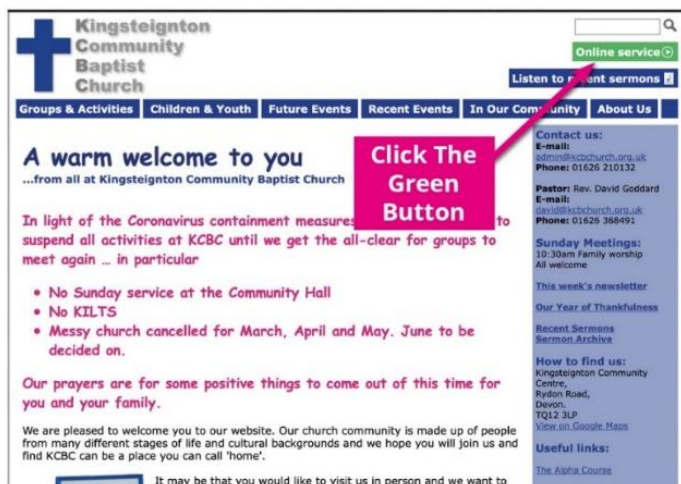 Kingsteignton
Community
Baptist
Church
Online service
Listen to recent sermons
Groups & Activities Children & Youth Future Events Recent Events In Our Community About Us
Click The
Green
Button
A warm welcome to you
...from all at Kingsteignton Community Baptist Church
In light of the Coronavirus containment measures to
suspend all activities at KCBC until we get the all-clear for groups to
meet again … in particular
• No Sunday service at the Community Hall
• No KILTS
• Messy church cancelled for March, April and May. June to be
decided on.
Our prayers are for some positive things to come out of this time for
you and your family.
We are pleased to welcome you to our website. Our church community is made up of people
from many different stages of life and cultural backgrounds and we hope you will join us and
find KCBC can be a place you can call 'home'.
It may be that you would like to visit us in person and we want to
Contact us:
E-mail:
admin@kcbchurch.org.uk
Phone: 01626 210132
Pastor: Rev. David Goddard
E-mail:
david@kcbchurch.org.uk
Phone: 01626 368491
Sunday Meetings:
10:30am Family worship
All welcome
This week's newsletter
Our Year of Thankfulness
Recent Sermons
Sermon Archive
How to find us:
Kingsteignton Community
Centre,
Rydon Road,
Devon.
TQ12 3LP
View on Google Maps
Useful links:
The Alpha Course